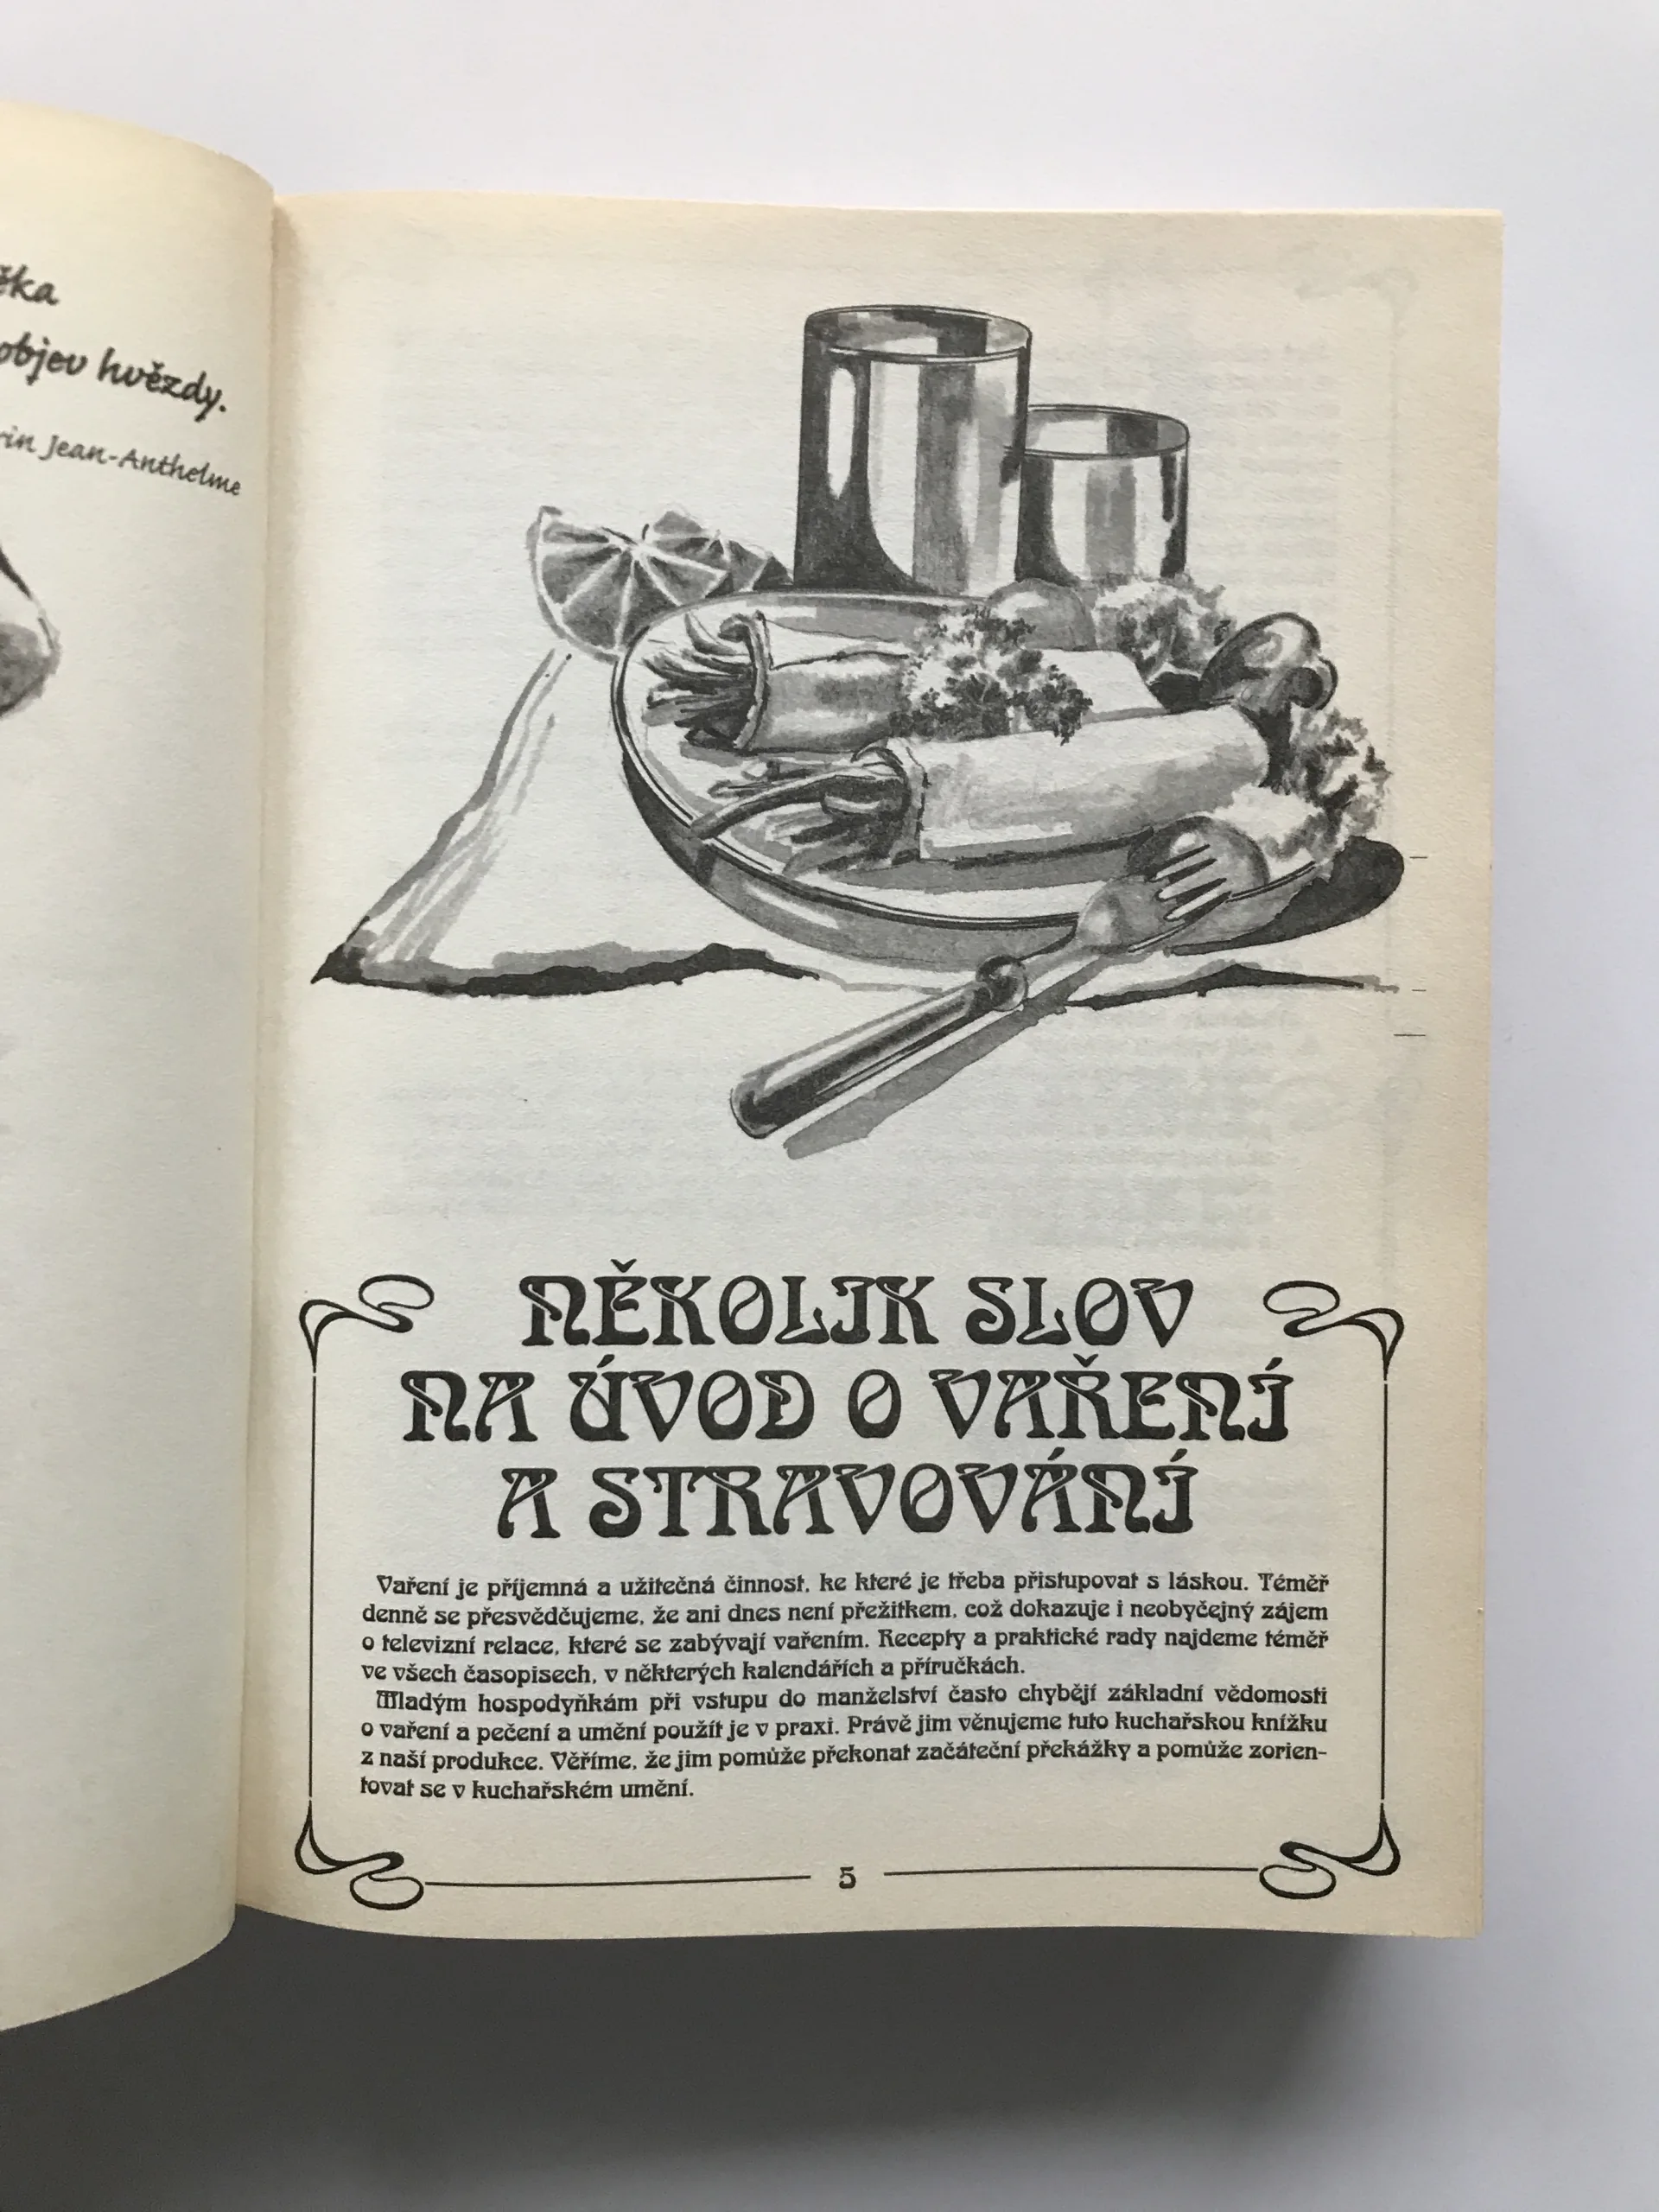 objev hvězdy.
Jean-Anthelme
NĚKOLIK SLOV
NA ÚVOD O VAŘENÍ
A STRAVOVÁNÍ
Vaření je příjemná a užitečná činnost, ke které je třeba přistupovat s láskou. Téměř
denně se přesvědčujeme, že ani dnes není přežitkem, což dokazuje i neobyčejný zájem
o televizní relace, které se zabývají vařením. Recepty a praktické rady najdeme téměř
ve všech časopisech, v některých kalendářích a příručkách.
Mladým hospodyňkám při vstupu do manželství často chybějí základní vědomosti
o vaření a pečení a umění použít je v praxi. Právě jim věnujeme tuto kuchařskou knížku
z naší produkce. Věříme, že jim pomůže překonat začáteční překážky a pomůže zorien-
tovat se v kuchařském umění.
5